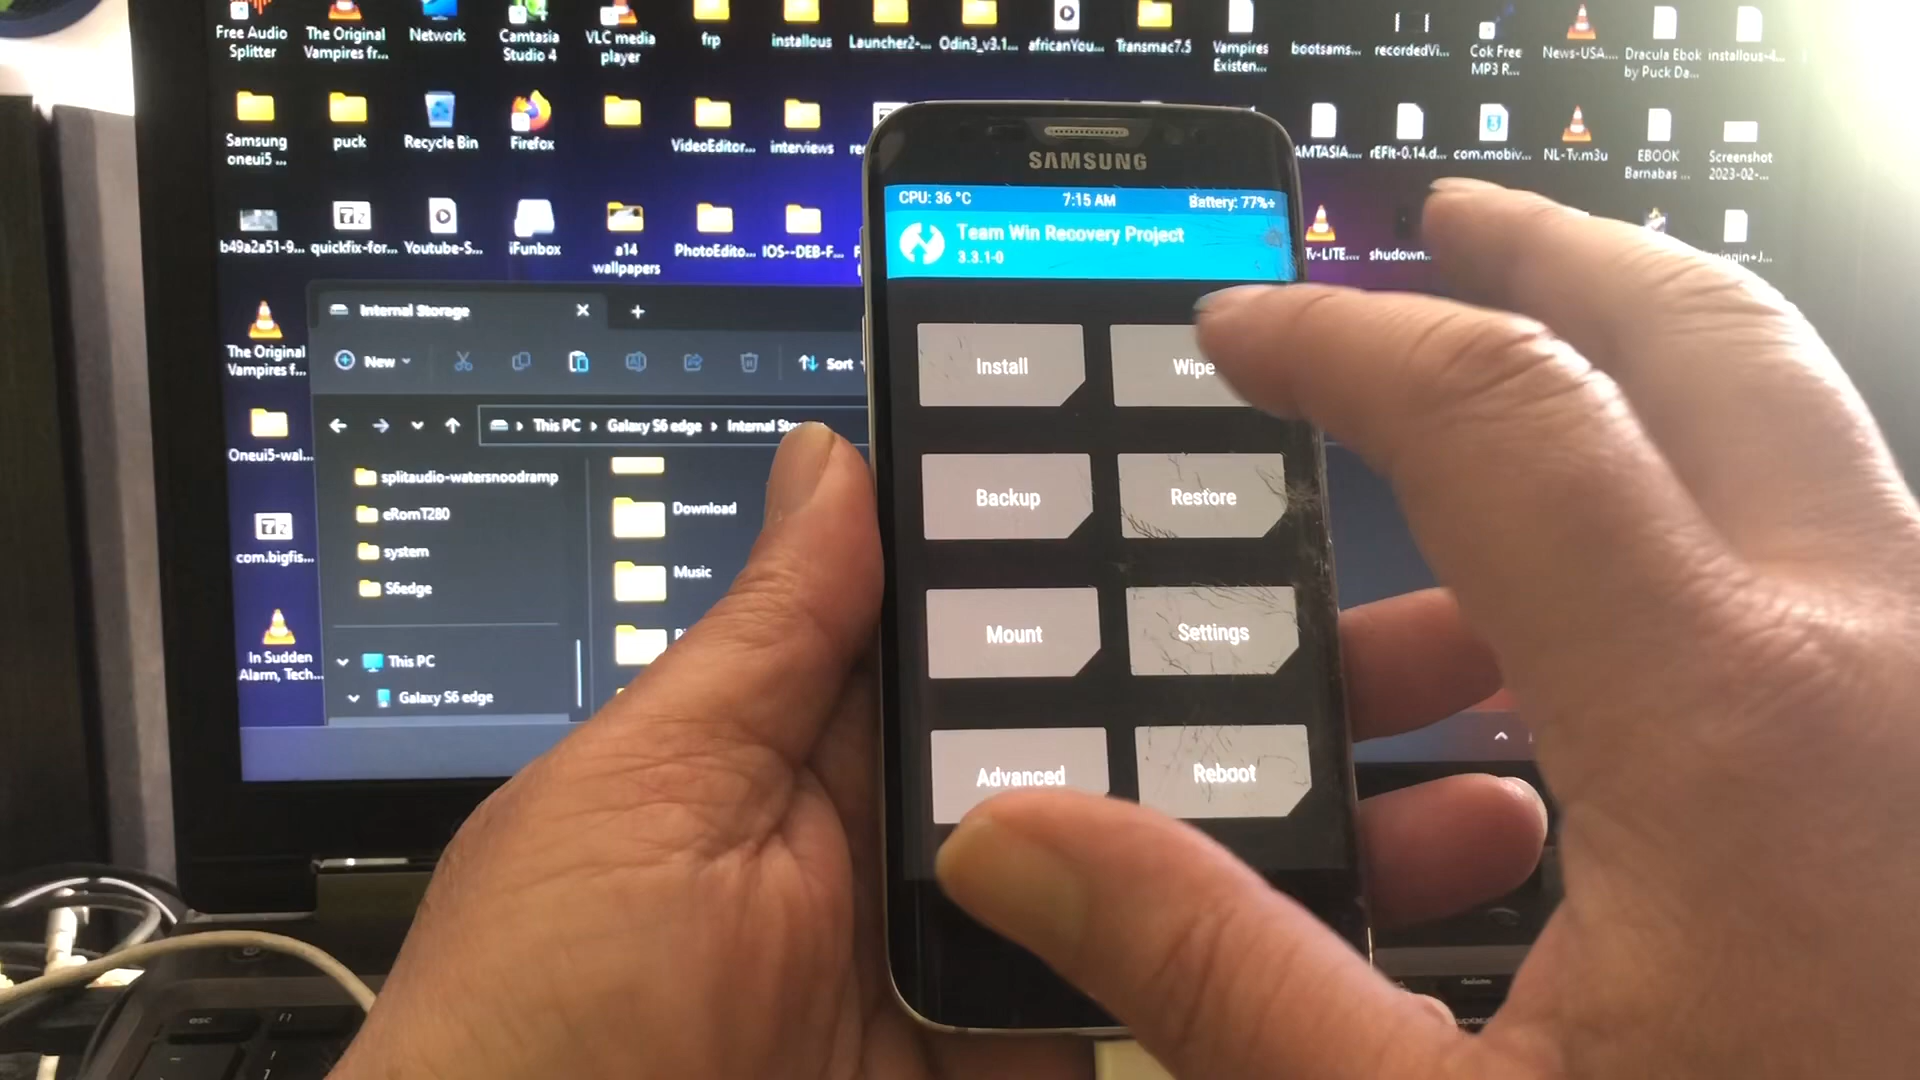 Free Audio
Splitter
The Original
Vampires fr...
Network
Camtasia
Studio 4
VLC media
player
frp
installous
Launcher2-...
Odin3_v3.1...
africanYou...
Transmac7.5
Vampires
Existen...
bootsams...
recordedVi...
Cok Free
MP3 R...
News-USA....
Dracula Ebok
by Puck Da...
installous-4...
Samsung
oneui5 ...
puck
Recycle Bin
Firefox
VideoEditor...
interviews
rec
AMTASIA....
rEFit-0.14.d...
com.mobiv...
NL-Tv.m3u
EBOOK
Barnabas ...
Screenshot
2023-02-...
b49a2a51-9...
quickfix-for...
Youtube-S...
iFunbox
a14
wallpapers
PhotoEdito...
IOS--DEB-F...
Tv-LITE....
shudown..
The Original
Vampires f...
Oneui5-wal...
com.bigfis...
In Sudden
Alarm, Tech...
Internal Storage
New
Sort
This PC
Galaxy S6 edge
Internal Sto
splitaudio-watersnoodramp
eRomT280
system
S6edge
This PC
Galaxy S6 edge
Download
Music
SAMSUNG
CPU: 36 °C
7:15 AM
Battery: 77%+
Team Win Recovery Project
3.3.1-0
Install
Wipe
Backup
Restore
Mount
Settings
Advanced
Reboot
esc
F1